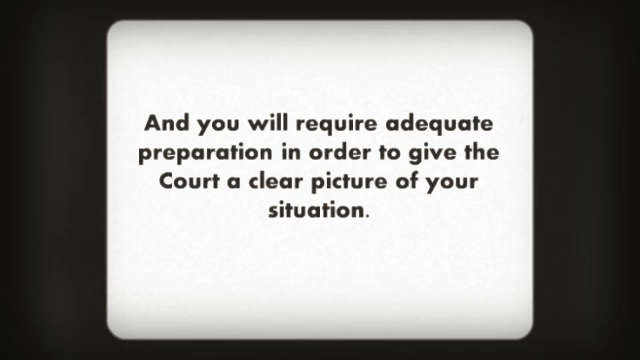 And you will require adequate
preparation in order to give the
Court a clear picture of your
situation.